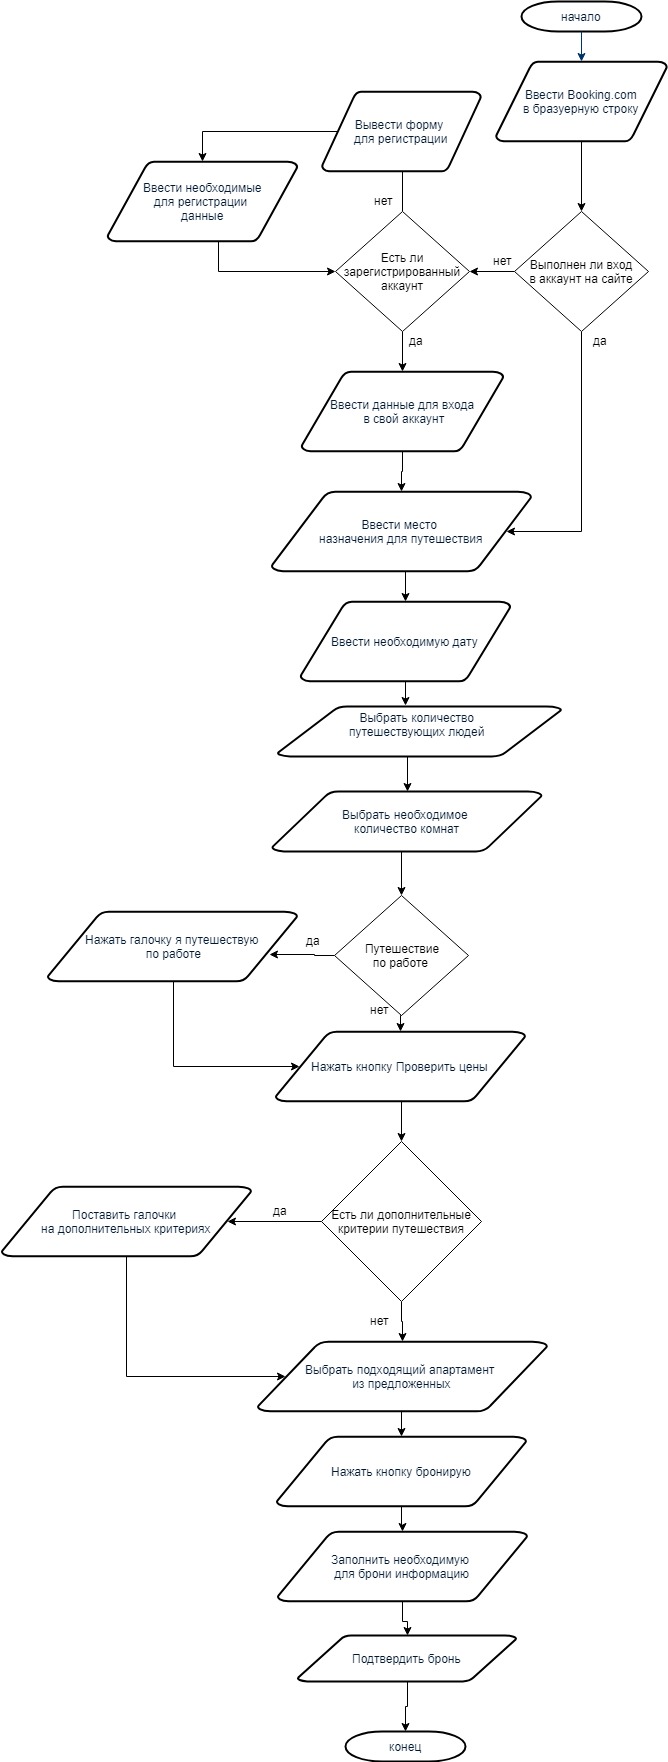 начало
Ввести Booking.com
в бразуерную строку
Вывести форму
для регистрации
Ввести необходимые
для регистрации
данные
нет
Есть ли
зарегистрированный
аккаунт
нет
Выполнен ли вход
в аккаунт на сайте
да
да
Ввести данные для входа
в свой аккаунт
Ввести место
назначения для путешествия
Ввести необходимую дату
Выбрать количество
путешествующих людей
Выбрать необходимое
количество комнат
Нажать галочку я путешествую
по работе
да
Путешествие
по работе
нет
Нажать кнопку Проверить цены
Поставить галочки
на дополнительных критериях
да
Есть ли дополнительные
критерии путешествия
нет
Выбрать подходящий апартамент
из предложенных
Нажать кнопку бронирую
Заполнить необходимую
для брони информацию
Подтвердить бронь
конец